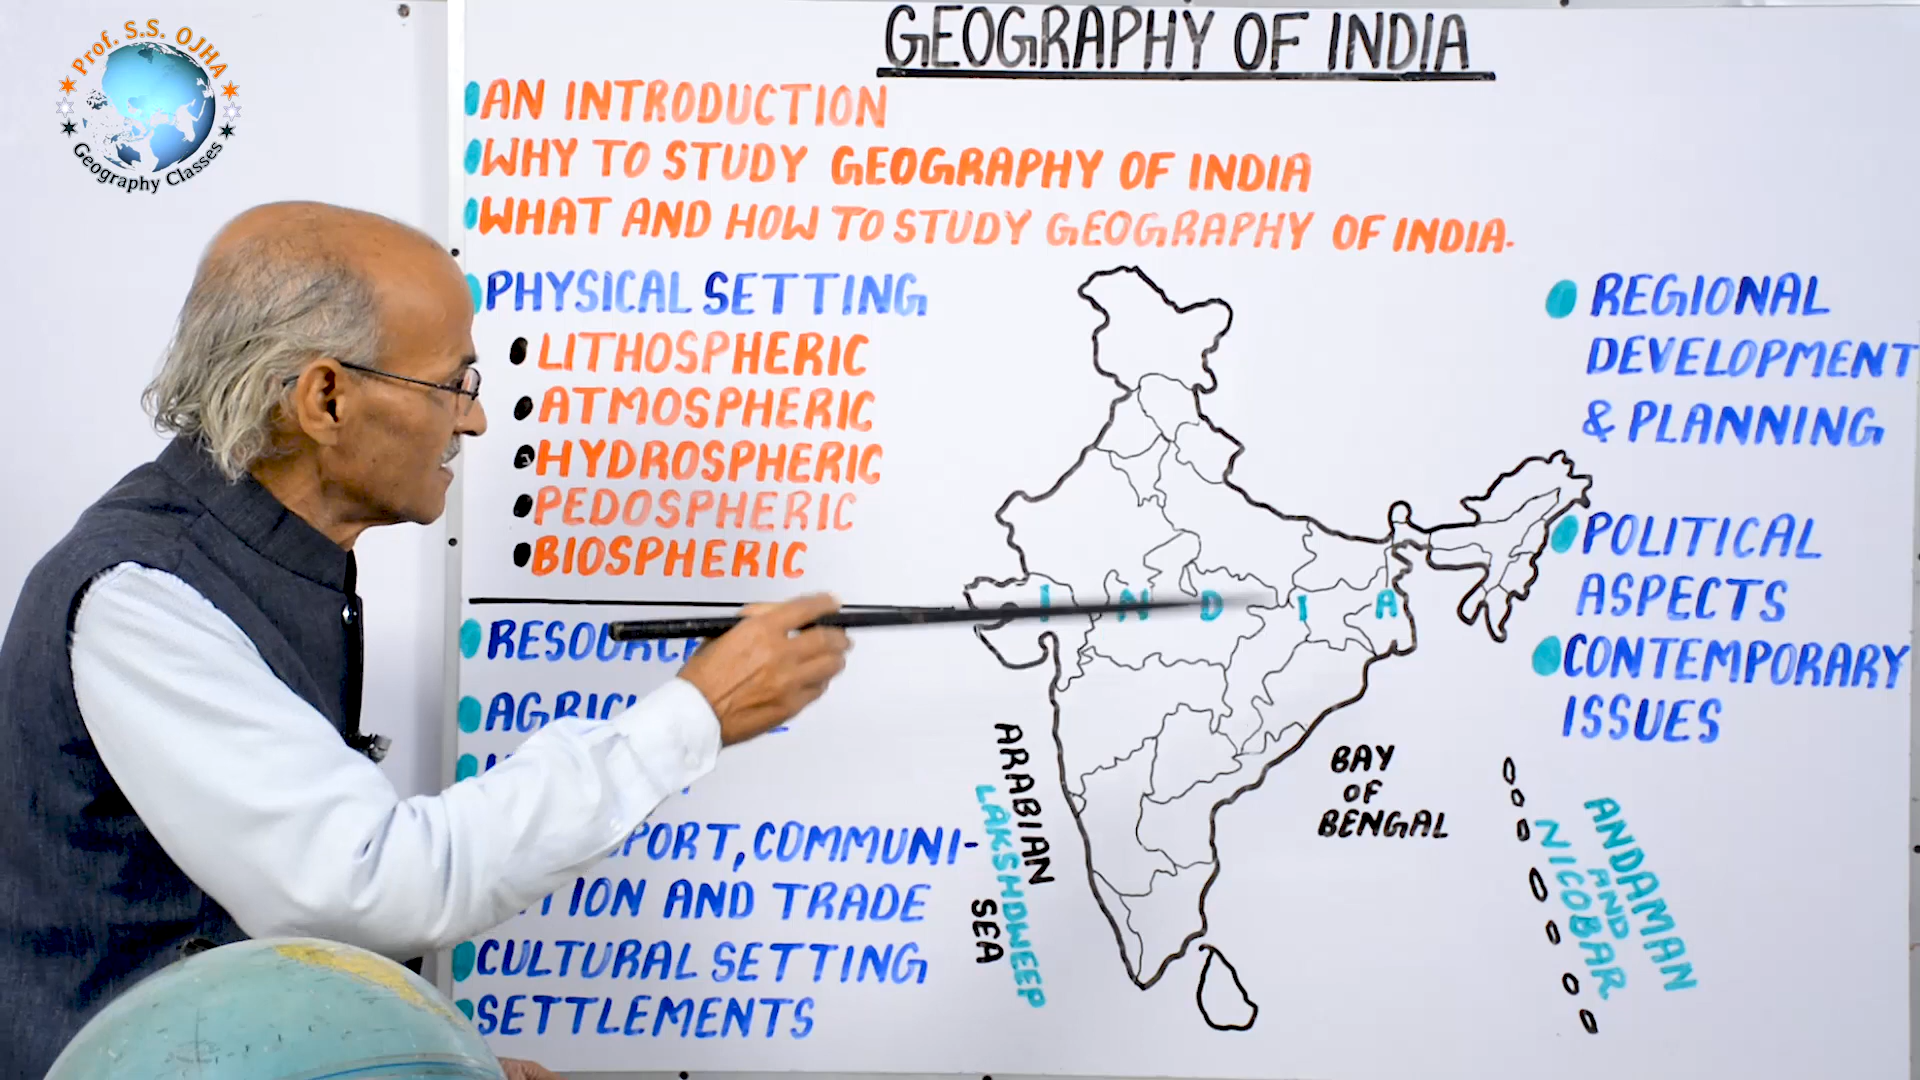 Prof. S.S. OJHA
Geography Classes
GEOGRAPHY OF INDIA
AN INTRODUCTION
WHY TO STUDY GEOGRAPHY OF INDIA
WHAT AND HOW TO STUDY GEOGRAPHY OF INDIA.
PHYSICAL SETTING
LITHOSPHERIC
ATMOSPHERIC
HYDROSPHERIC
PEDOSPHERIC
BIOSPHERIC
CULTURAL SETTING
SETTLEMENTS
PORT, COMMUNI-
TION AND TRADE
INDIA
ARABIAN
SEA
LAKSHDWEEP
BAY
OF
BENGAL
REGIONAL
DEVELOPMENT
& PLANNING
POLITICAL
ASPECTS
CONTEMPORARY
ISSUES
ANDAMAN
AND
NICOBAR